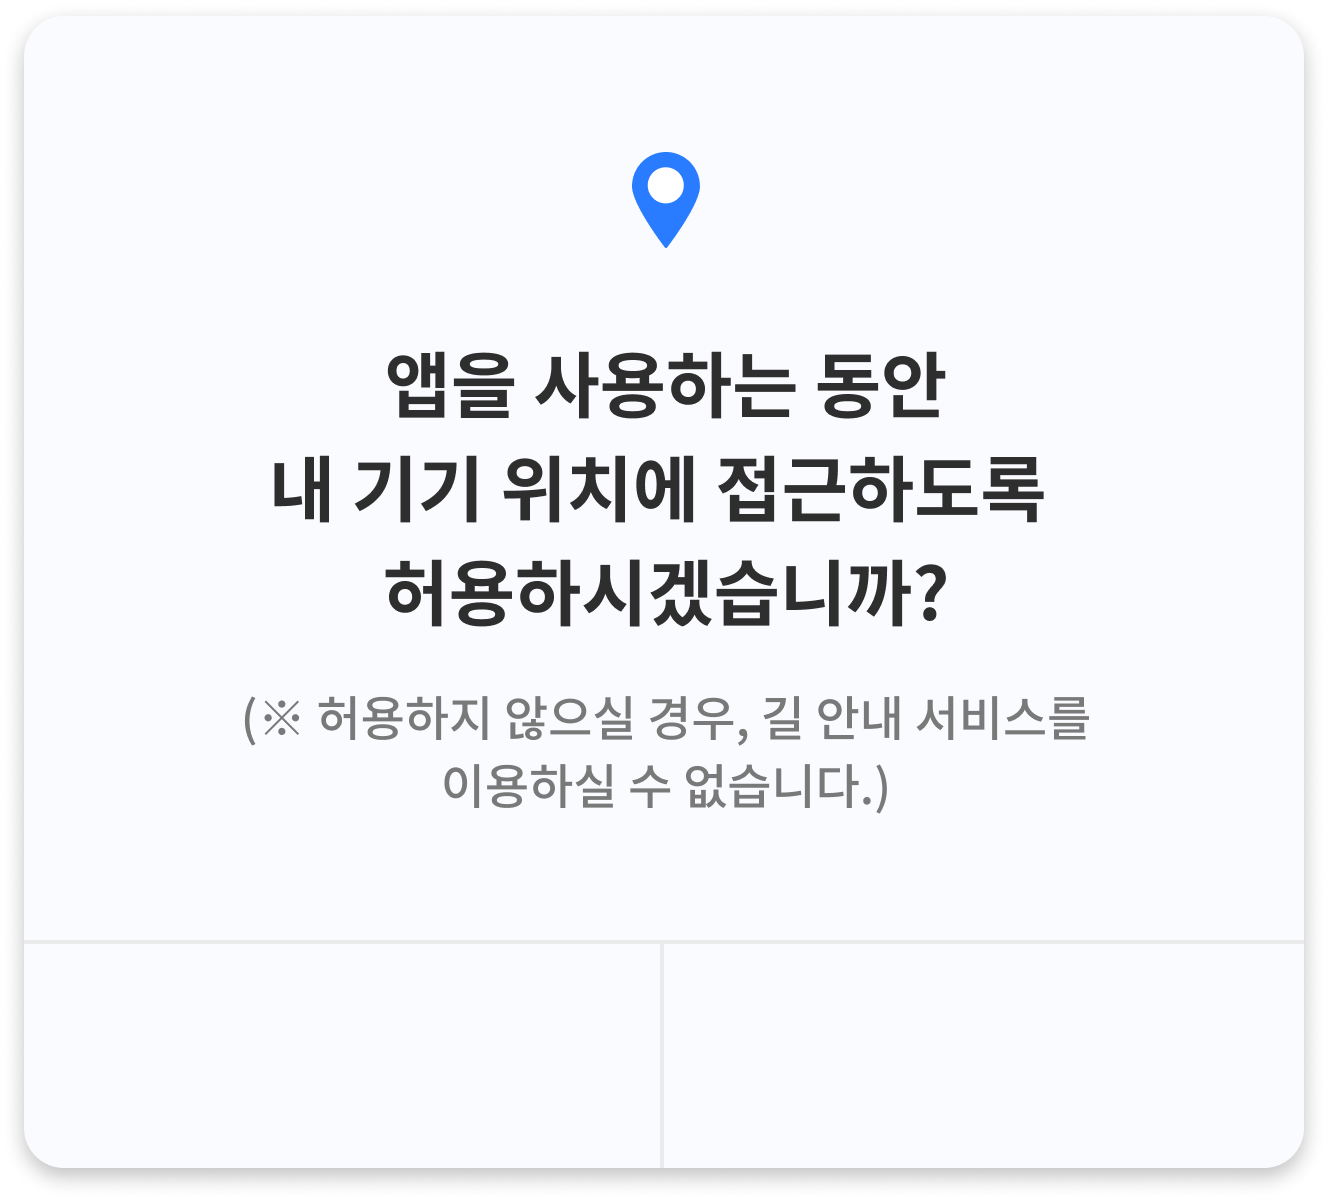 앱을 사용하는 동안
내 기기 위치에 접근하도록
허용하시겠습니까?
(※ 허용하지 않으실 경우, 길 안내 서비스를
이용하실 수 없습니다.)